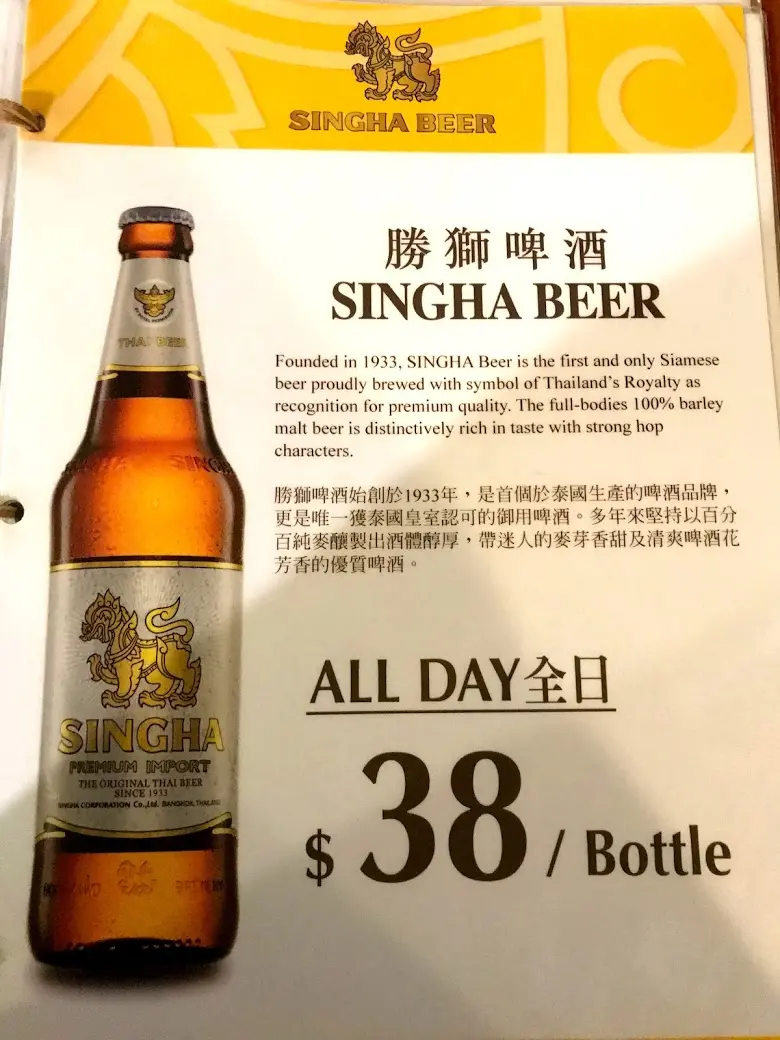 SINGHA BEER
勝獅啤酒
SINGHA BEER
Founded in 1933, SINGHA Beer is the first and only Siamese
beer proudly brewed with symbol of Thailand's Royalty as
recognition for premium quality. The full-bodies 100% barley
malt beer is distinctively rich in taste with strong hop
characters.
勝獅啤酒始創於1933年，是首個於泰國生產的啤酒品牌，
更是唯一獲泰國皇室認可的御用啤酒。多年來堅持以百分
百純麥釀製出酒體醇厚，帶迷人的麥芽香甜及清爽啤酒花
芳香的優質啤酒。
ALL DAY全日
$ 38 / Bottle
THAI BEER
SINGHA
PREMIUM IMPORT
THE ORIGINAL THAI BEER
SINCE 1933
SINGHA CORPORATION Co.,Ltd. BANGKOK, THAILAND